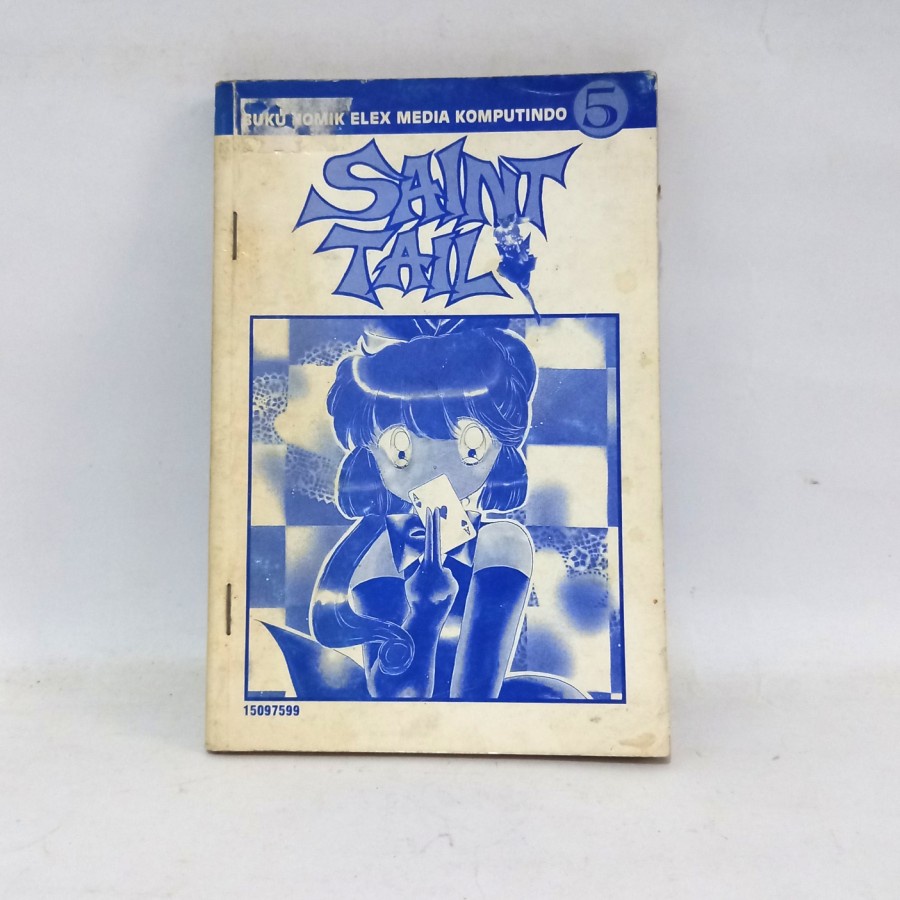 BUKU KOMIK ELEX MEDIA KOMPUTINDO 5
SAINT
TAIL
A
A
15097599